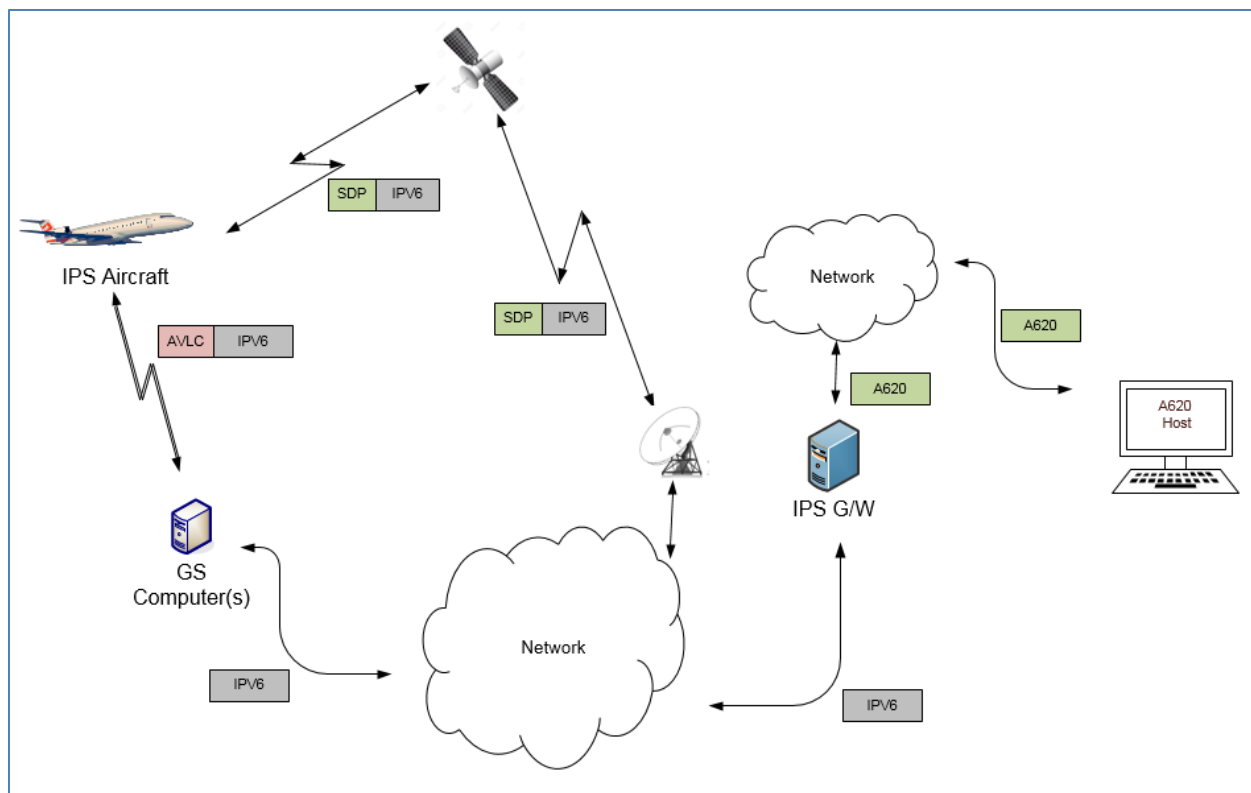 SDP IPV6
IPS Aircraft
Network
SDP IPV6
A620
AVLC IPV6
A620
A620
Host
IPS G/W
GS
Computer(s)
Network
IPV6
IPV6